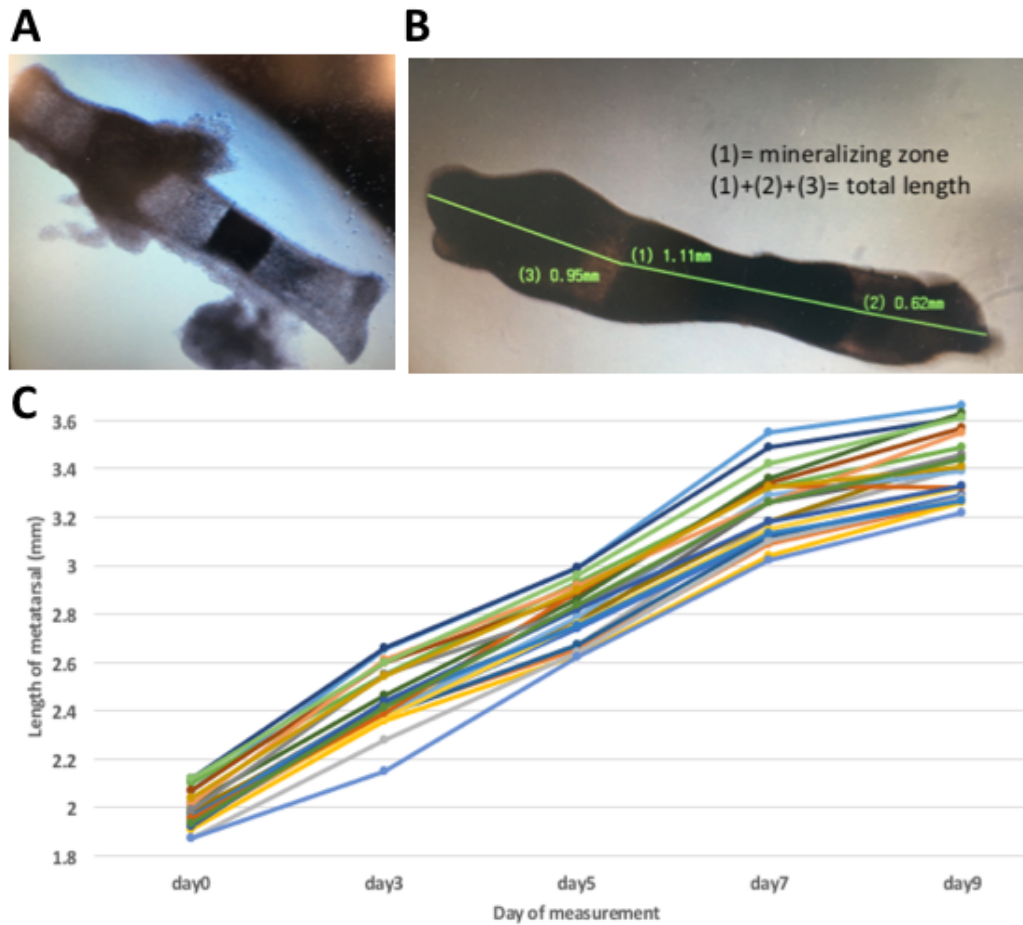 A
B
(1)= mineralizing zone
(1)+(2)+(3)= total length
(1) 1.11mm
(3) 0.95mm
(2) 0.62mm
C
Length of metatarsal (mm)
3.6
3.4
3.2
3
2.8
2.6
2.4
2.2
2
1.8
day0
day3
day5
day7
day9
Day of measurement